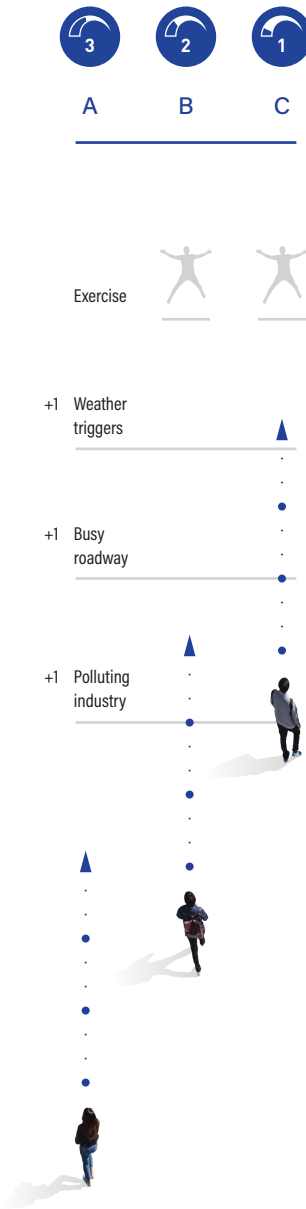 3 2 1
A B C
Exercise
+1 Weather
triggers
+1 Busy
roadway
+1 Polluting
industry